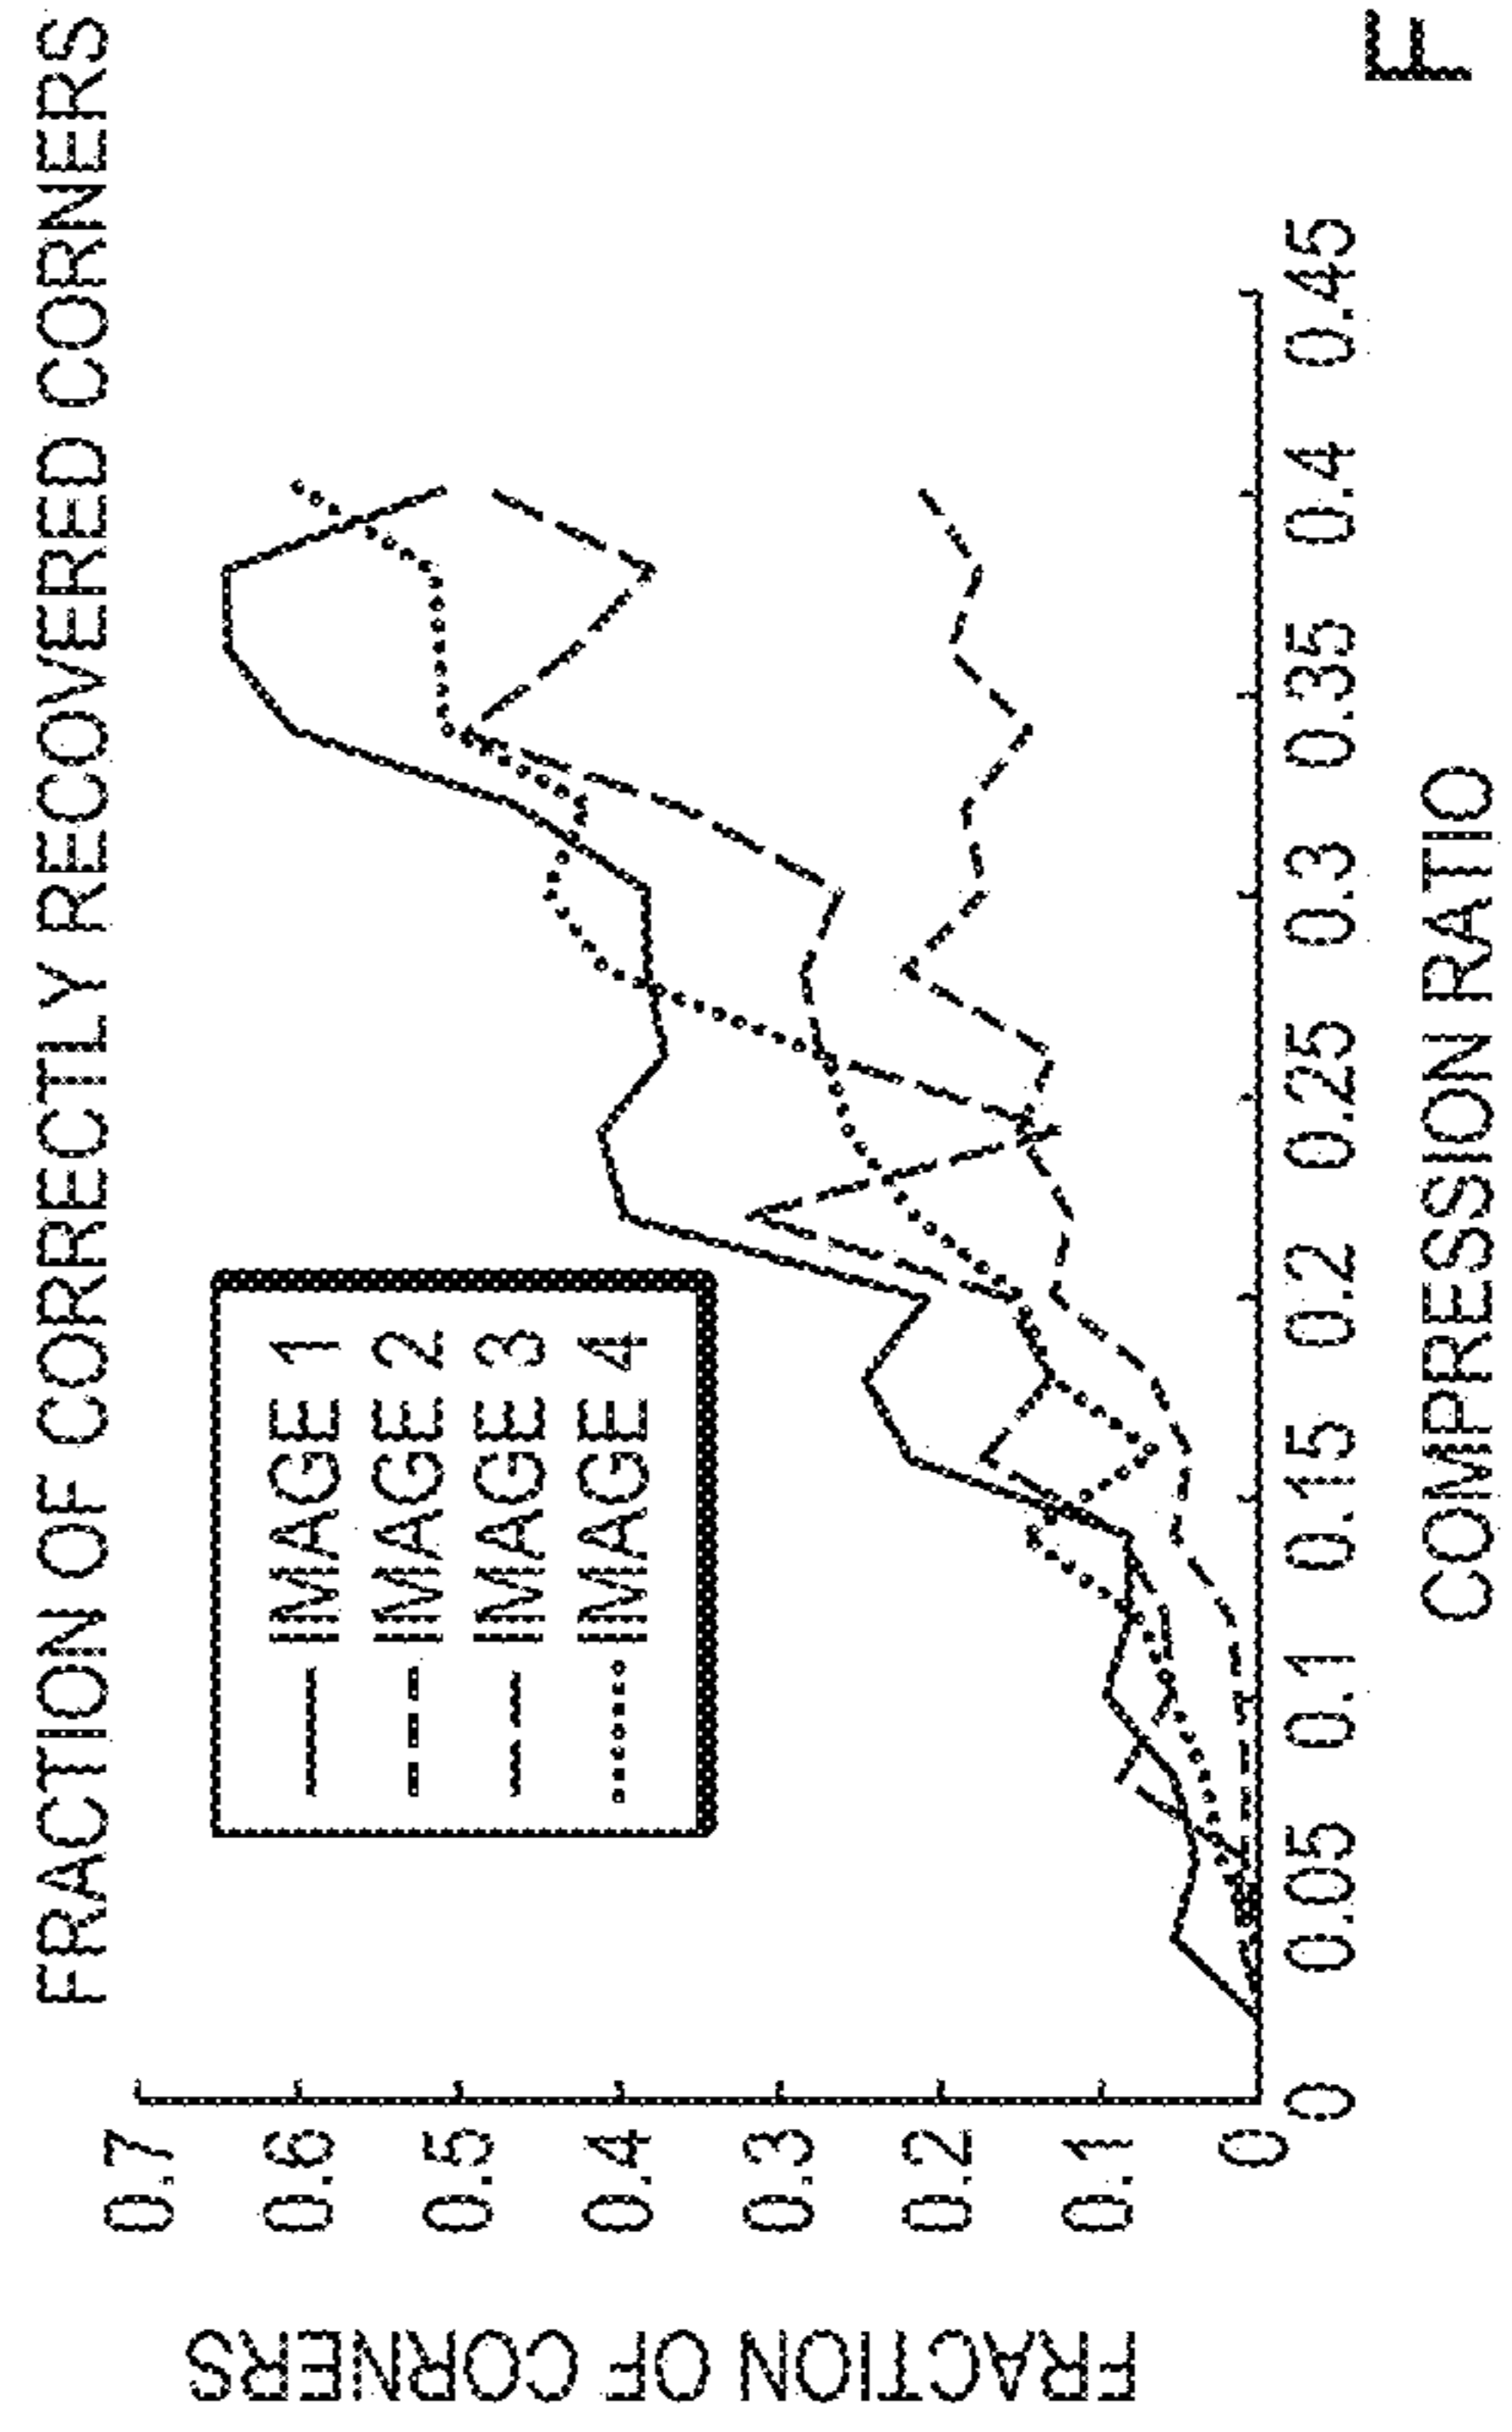 FRACTION OF CORRECTLY RECOVERED CORNERS
FRACTION OF CORNERS
0.7
0.6
0.5
0.4
0.3
0.2
0.1
0
IMAGE 1
IMAGE 2
IMAGE 3
IMAGE 4
0 0.05 0.1 0.15 0.2 0.25 0.3 0.35 0.4 0.45
COMPRESSION RATIO
F